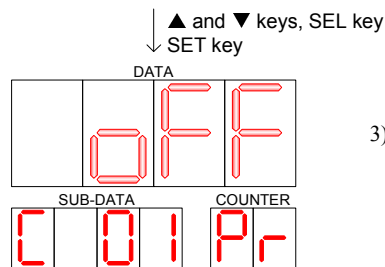 ▲ and ▼ keys, SEL key
SET key
DATA
oFF
3)
SUB-DATA COUNTER
C 01 Pr